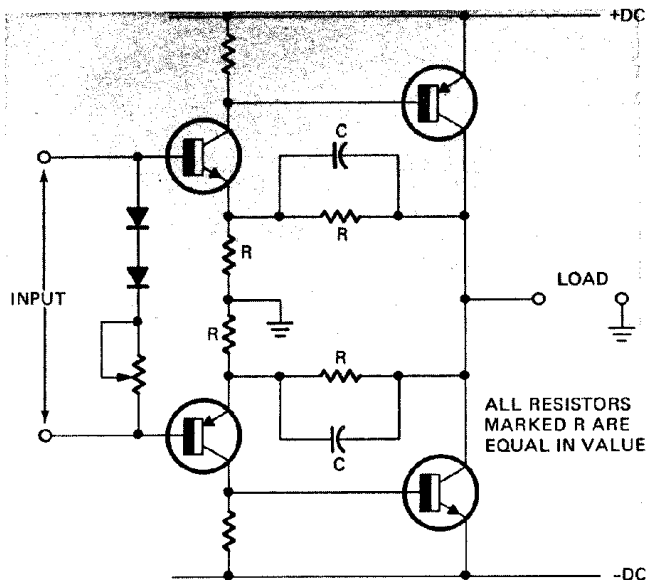 +DC
C
R
R
INPUT
LOAD
R
R
C
ALL RESISTORS
MARKED R ARE
EQUAL IN VALUE
-DC